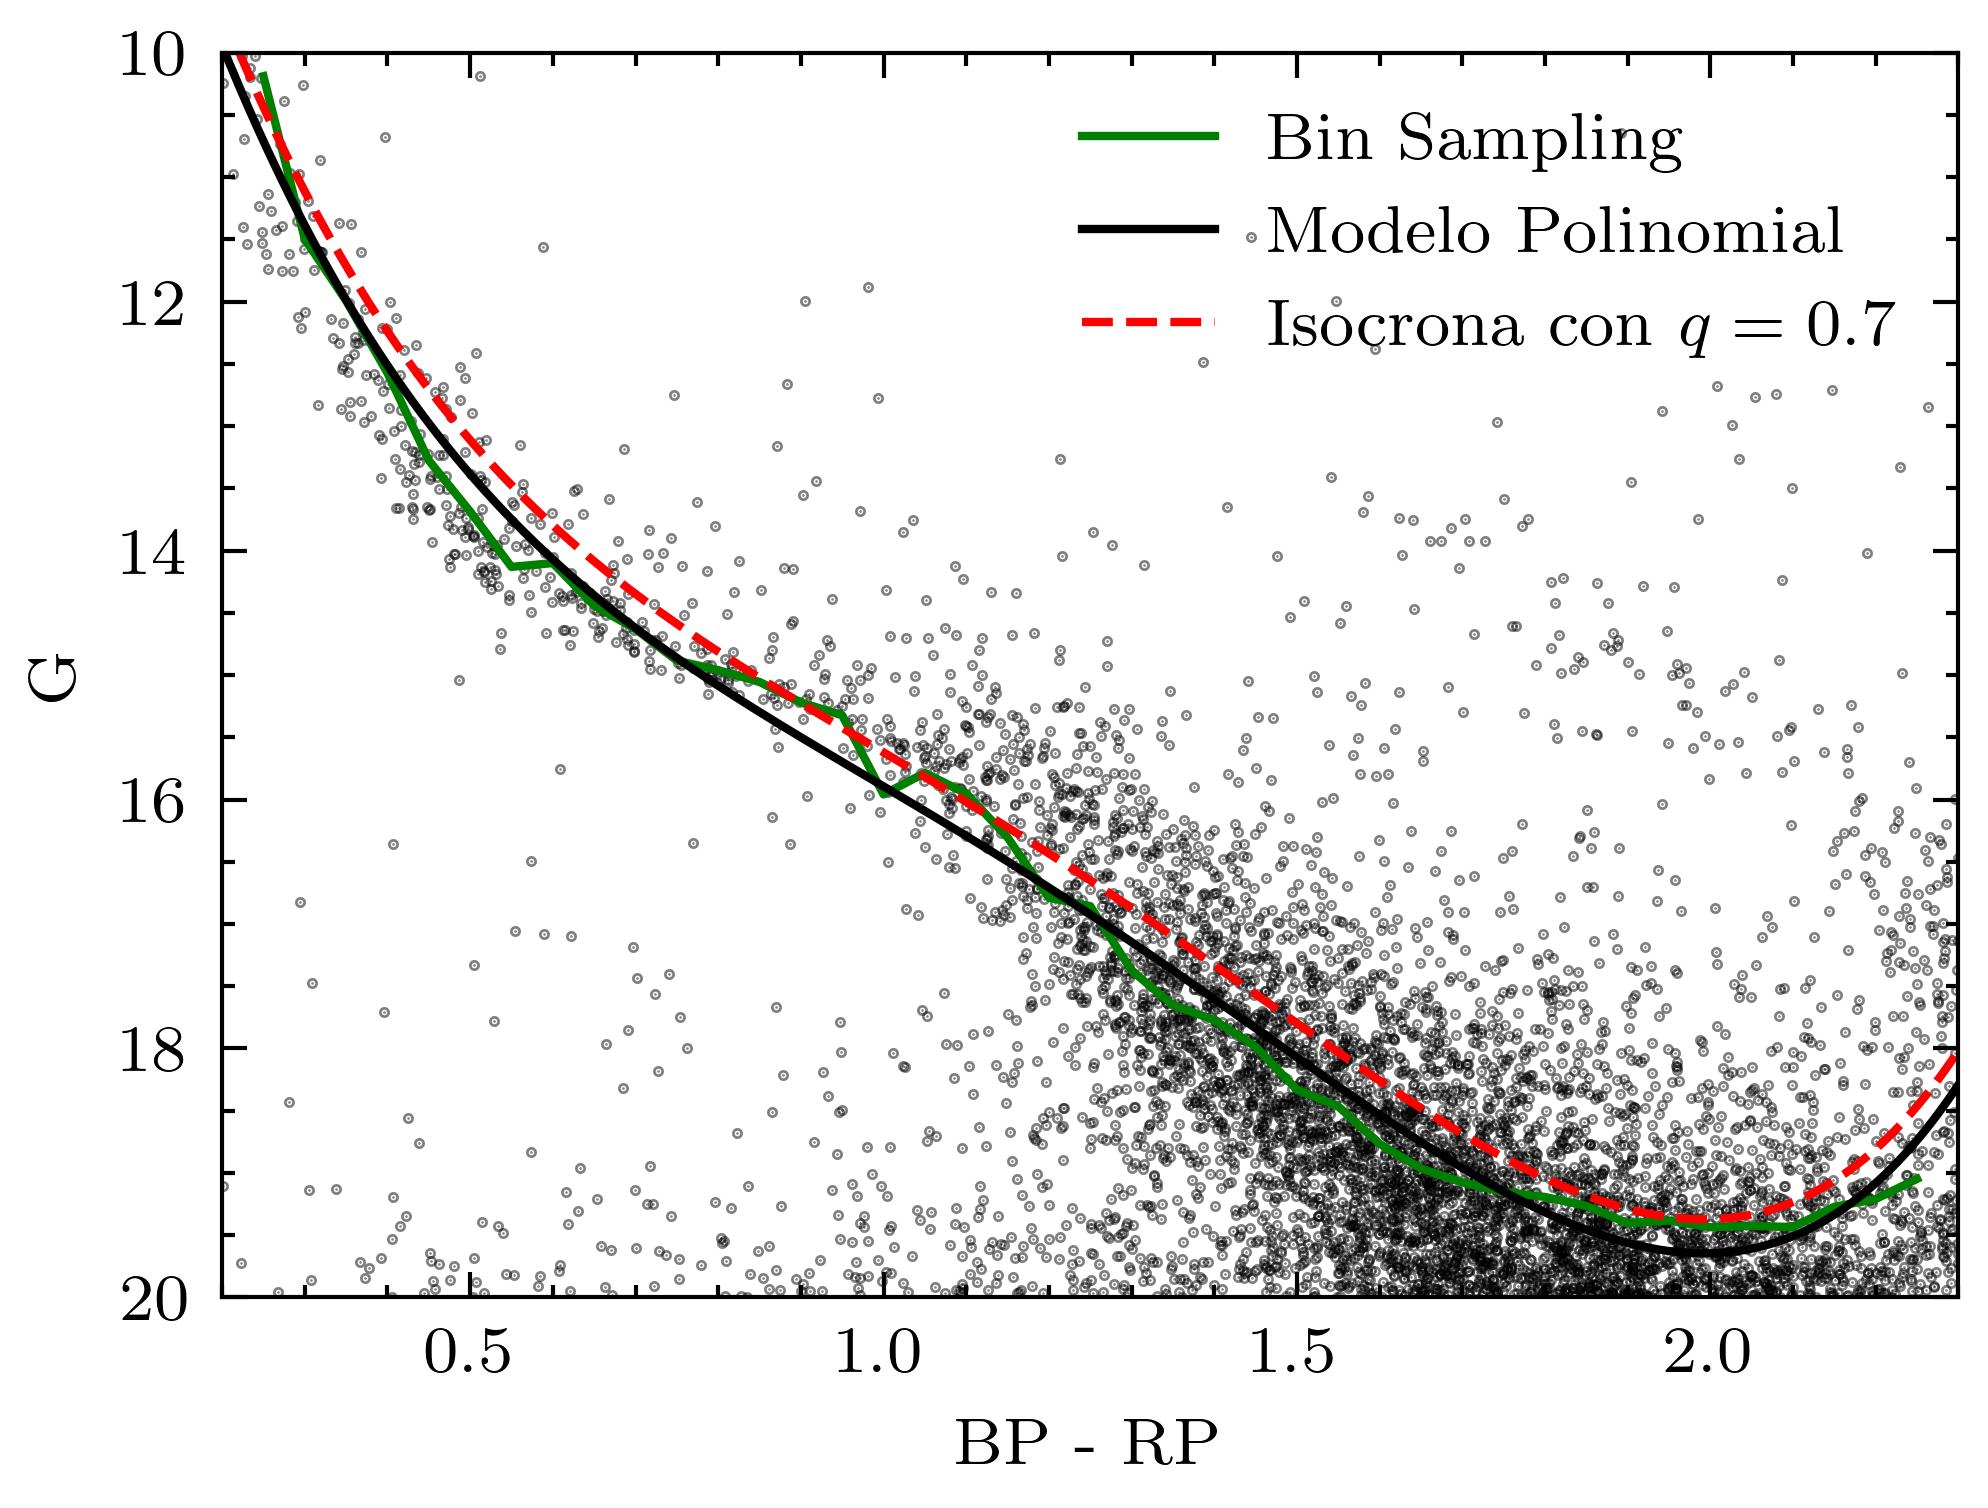 10
12
14
16
18
20
G
Bin Sampling
Modelo Polinomial
Isocrona con q = 0.7
0.5 1.0 1.5 2.0
BP - RP